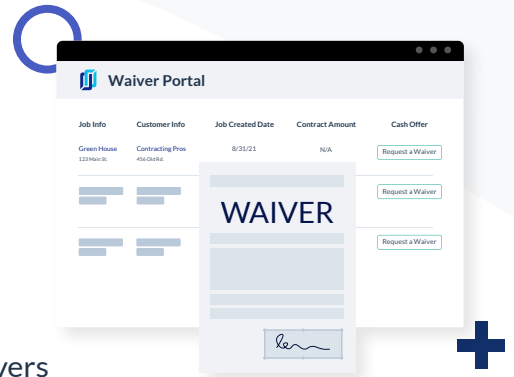 Waiver Portal
Job Info Customer Info Job Created Date Contract Amount Cash Offer
Green House Contracting Pros 8/31/21 N/A Request a Waiver
123 Main St. 456 Old Rd.
Request a Waiver
WAIVER
Request a Waiver
vers